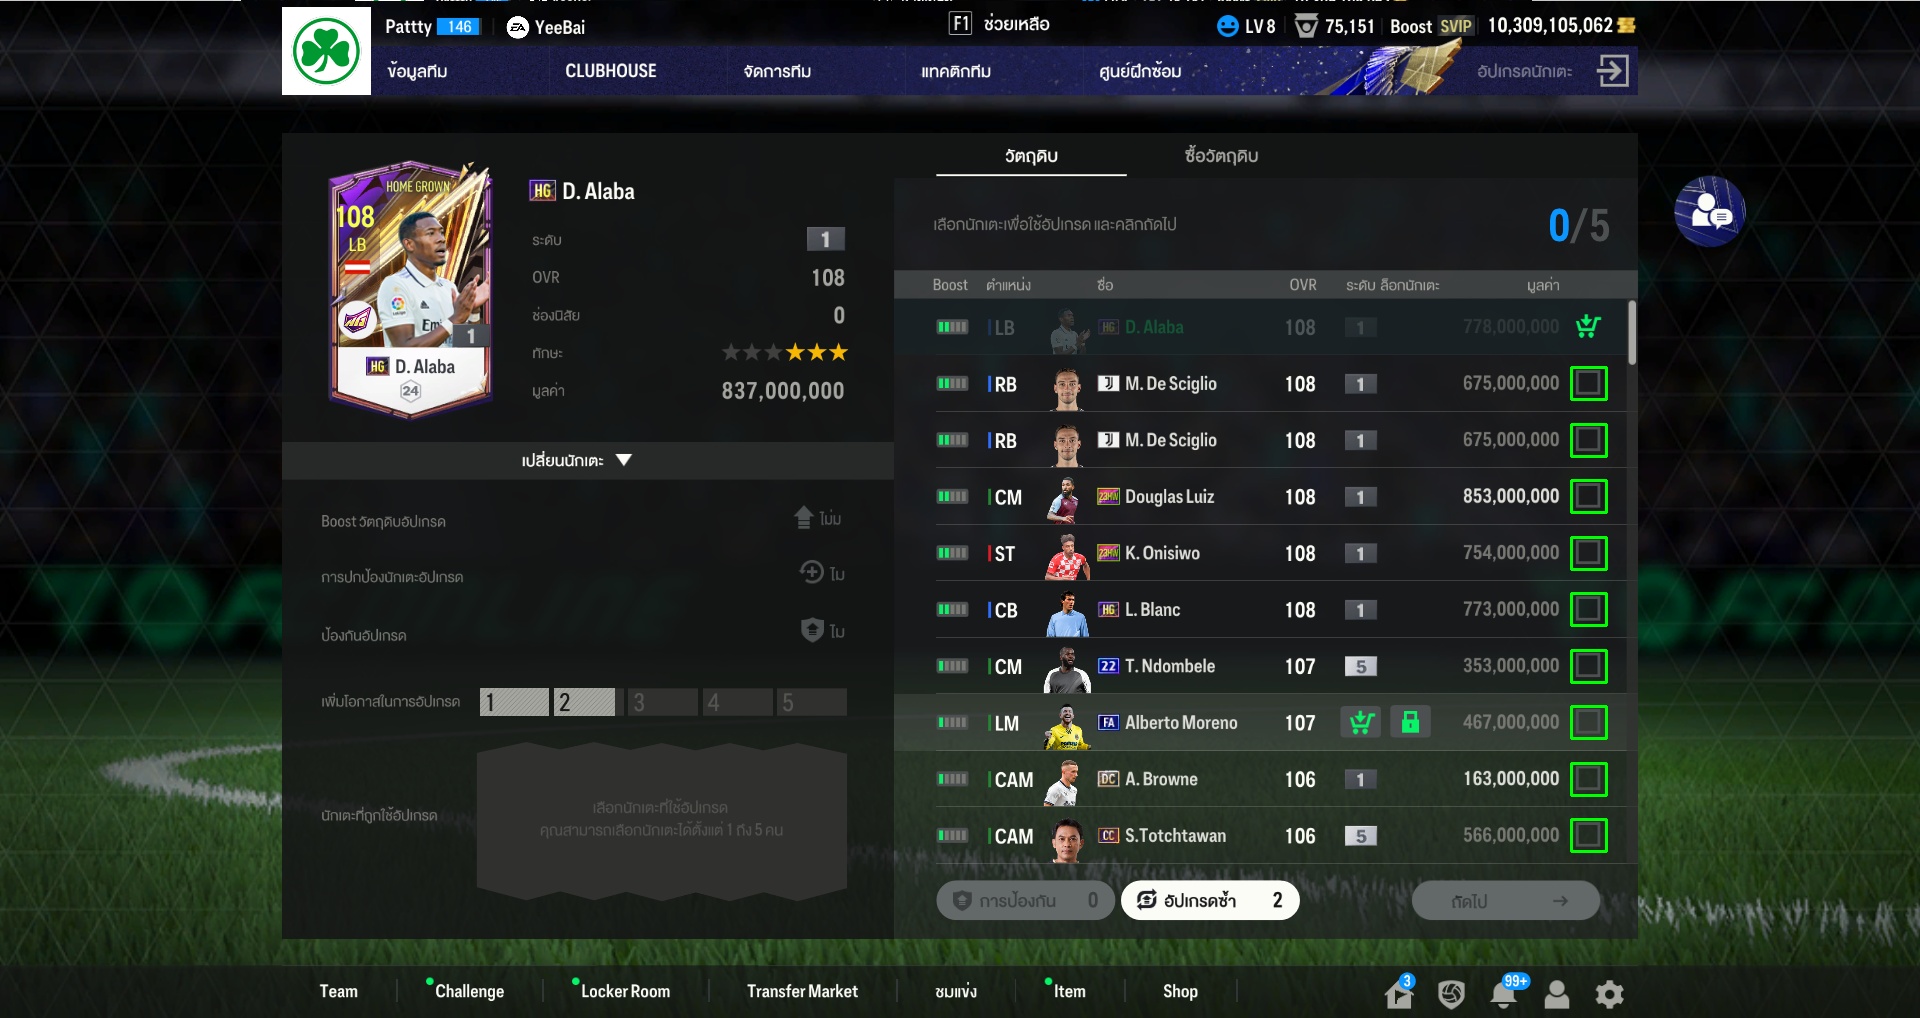 Pattty 146 EA YeeBai
F1 ช่วยเหลือ
LV 8 75,151 Boost SVIP 10,309,105,062
ข้อมูลทีม CLUBHOUSE จัดการทีม แทคติกทีม ศูนย์ฝึกซ้อม อัปเกรดนักเตะ
HOME GROWN
108
LB
1
HG D. Alaba
24
HG D. Alaba
ระดับ 1
OVR 108
ช่องนิสัย 0
ทักษะ
มูลค่า 837,000,000
เปลี่ยนนักเตะ
Boost วัตถุดิบอัปเกรด ไม่ม
การปกป้องนักเตะอัปเกรด ไม
ป้องกันอัปเกรด ไม
เพิ่มโอกาสในการอัปเกรด 1 2 3 4 5
นักเตะที่ถูกใช้อัปเกรด
เลือกนักเตะที่ใช้อัปเกรด
คุณสามารถเลือกนักเตะได้ตั้งแต่ 1 ถึง 5 คน
วัตถุดิบ ซื้อวัตถุดิบ
เลือกนักเตะเพื่อใช้อัปเกรด และคลิกถัดไป 0/5
Boost ตำแหน่ง ชื่อ OVR ระดับ ล็อกนักเตะ มูลค่า
LB HG D. Alaba 108 1 778,000,000
RB M. De Sciglio 108 1 675,000,000
RB M. De Sciglio 108 1 675,000,000
CM 23HW Douglas Luiz 108 1 853,000,000
ST 23HW K. Onisiwo 108 1 754,000,000
CB HG L. Blanc 108 1 773,000,000
CM 22 T. Ndombele 107 5 353,000,000
LM FA Alberto Moreno 107 467,000,000
CAM DC A. Browne 106 1 163,000,000
CAM CC S.Totchtawan 106 5 566,000,000
การป้องกัน 0 อัปเกรดซ้ำ 2 ถัดไป
Team Challenge Locker Room Transfer Market ชมแข่ง Item Shop 3 99+